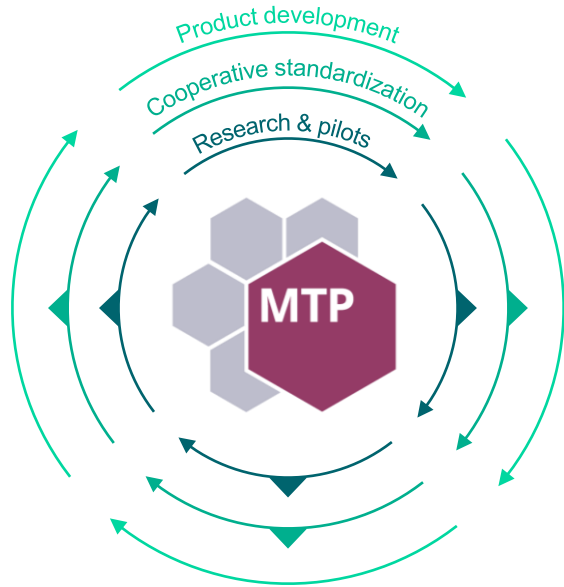 Product development
Cooperative standardization
Research & pilots
MTP